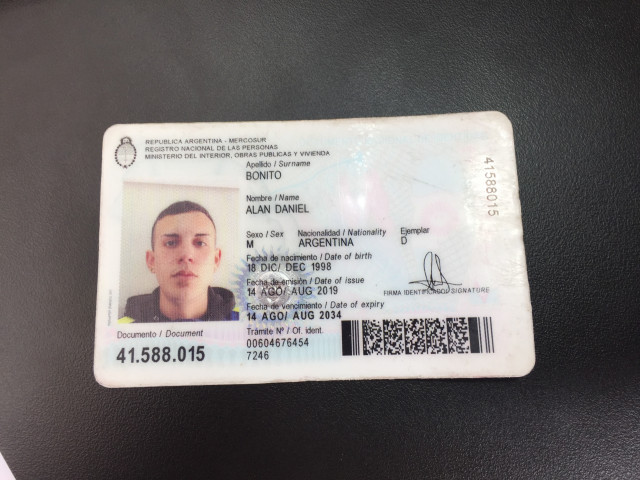 REPUBLICA ARGENTINA - MERCOSUR
REGISTRO NACIONAL DE LAS PERSONAS
MINISTERIO DEL INTERIOR, OBRAS PUBLICAS Y VIVIENDA
Apellido / Surname
BONITO
Nombre / Name
ALAN DANIEL
Sexo / Sex Nacionalidad / Nationality Ejemplar
M ARGENTINA D
Fecha de nacimiento / Date of birth
18 DIC/ DEC 1998
Fecha de emisión / Date of issue
14 AGO/ AUG 2019
FIRMA IDENTIFICADO/ SIGNATURE
Fecha de vencimiento / Date of expiry
14 AGO/ AUG 2034
Documento / Document
41.588.015
Trámite Nº / Of. ident.
00604676454
7246
41588015